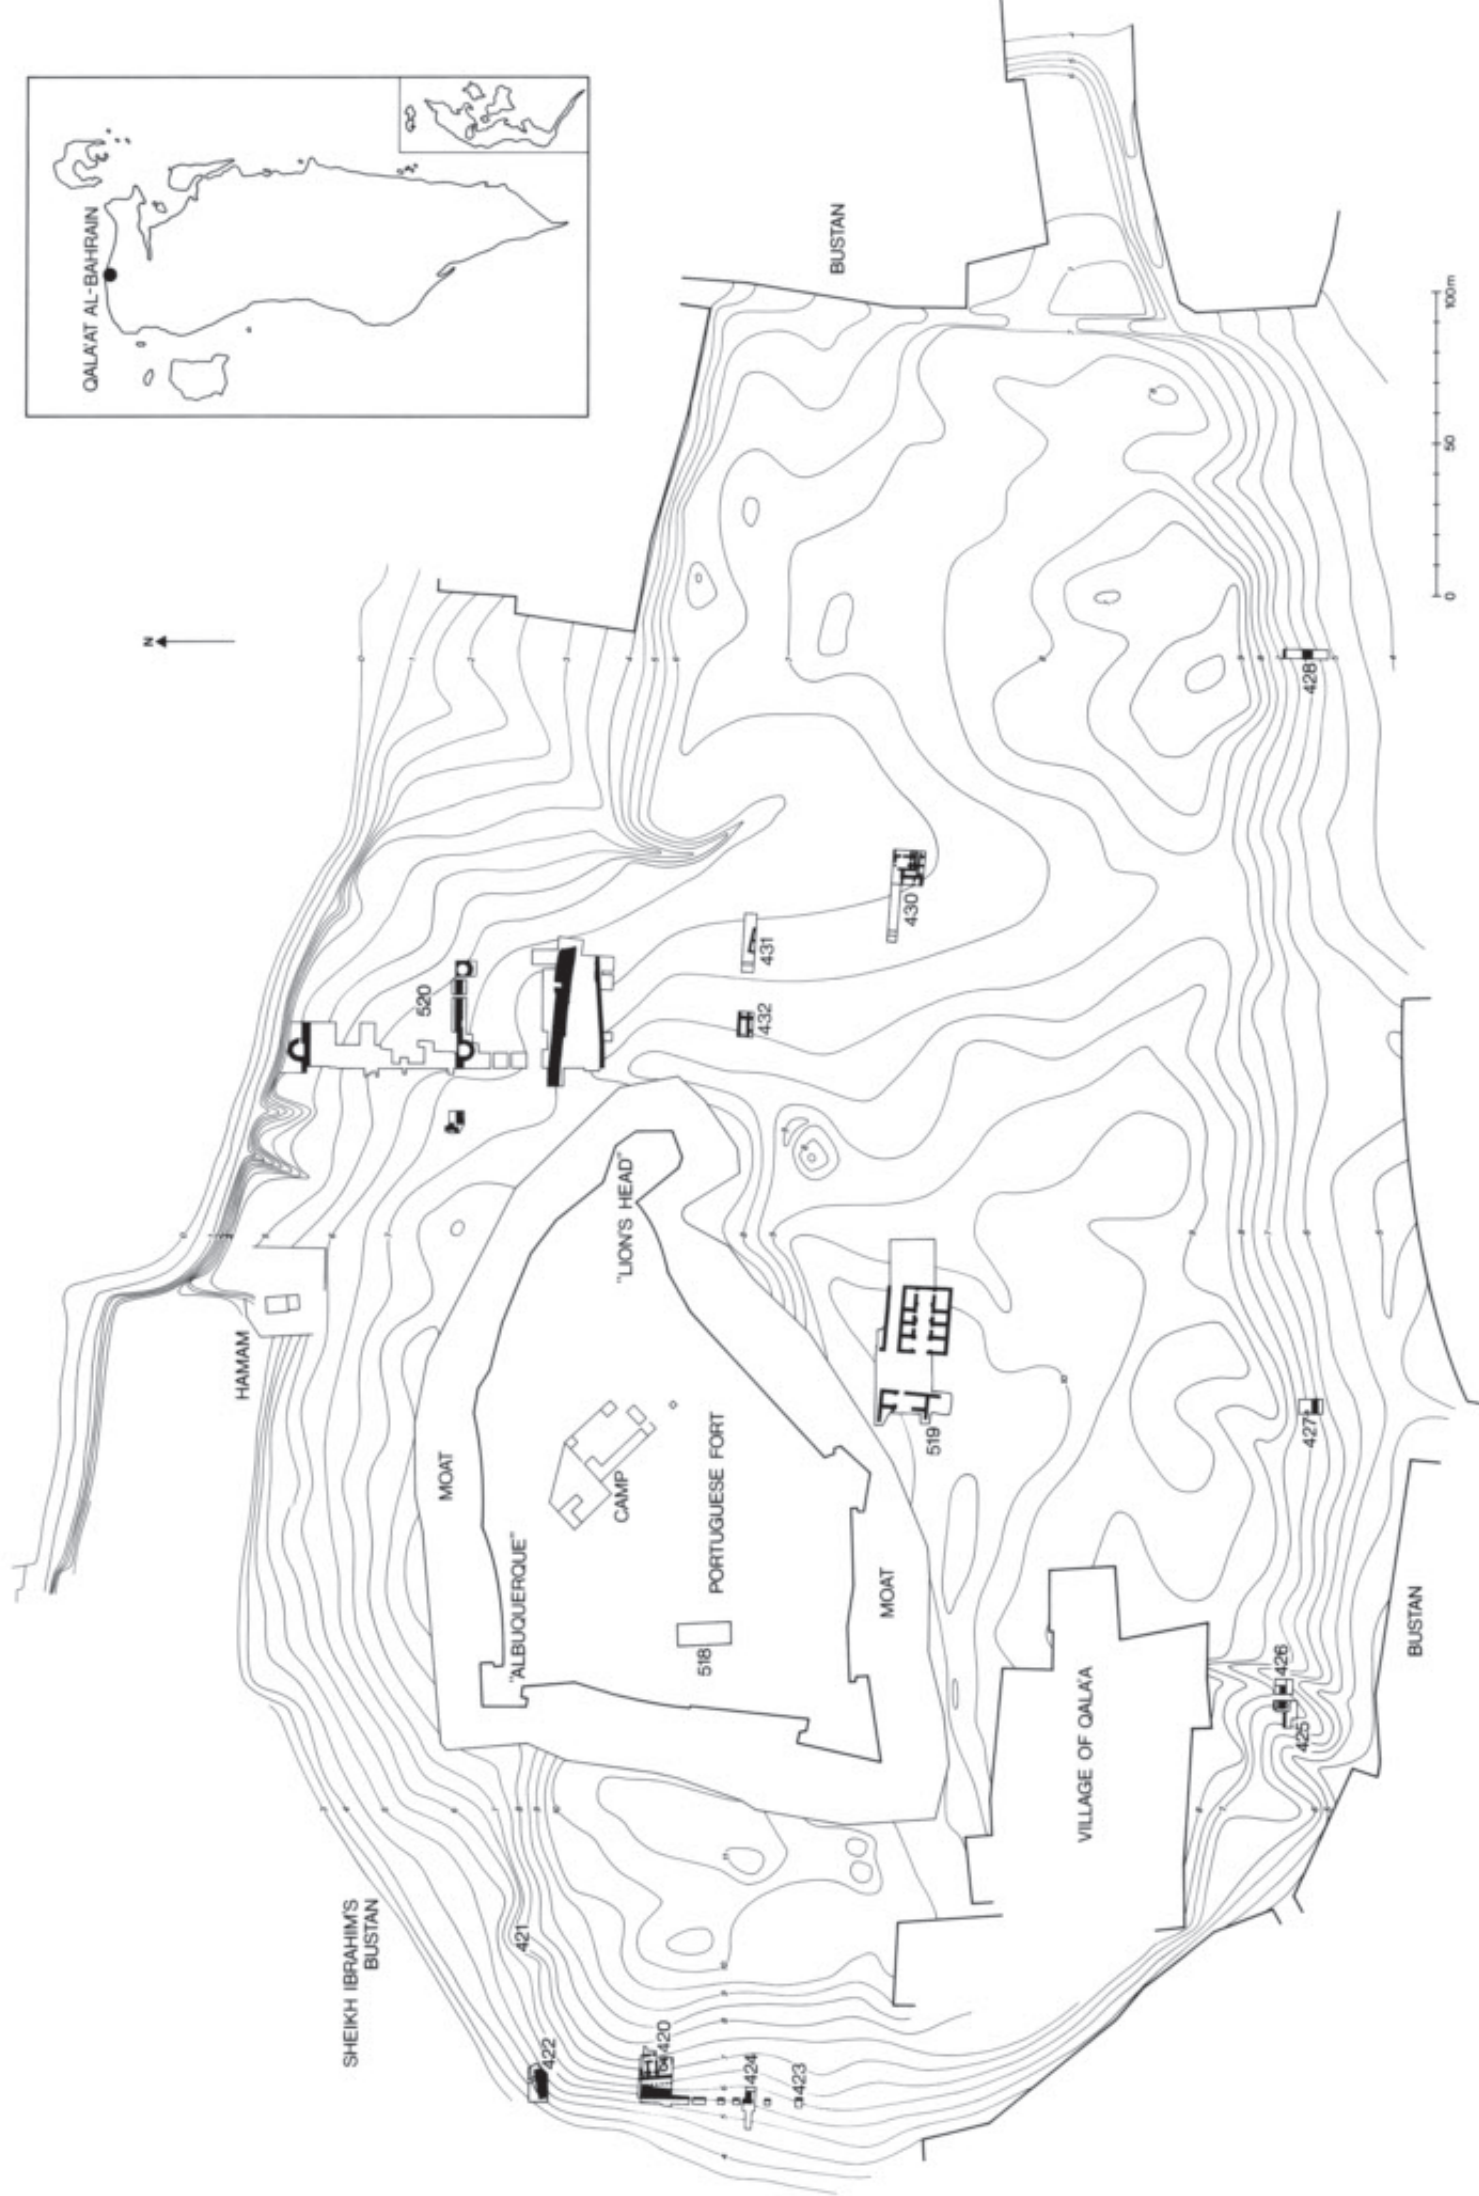 QALA'AT AL-BAHRAIN
N
SHEIKH IBRAHIM'S
BUSTAN
HAMAM
520
421
422
420
424
423
MOAT
"ALBUQUERQUE"
"LION'S HEAD"
CAMP
518
PORTUGUESE FORT
MOAT
431
432
430
519
BUSTAN
VILLAGE OF QALA'A
425
426
427
428
BUSTAN
0 50 100m